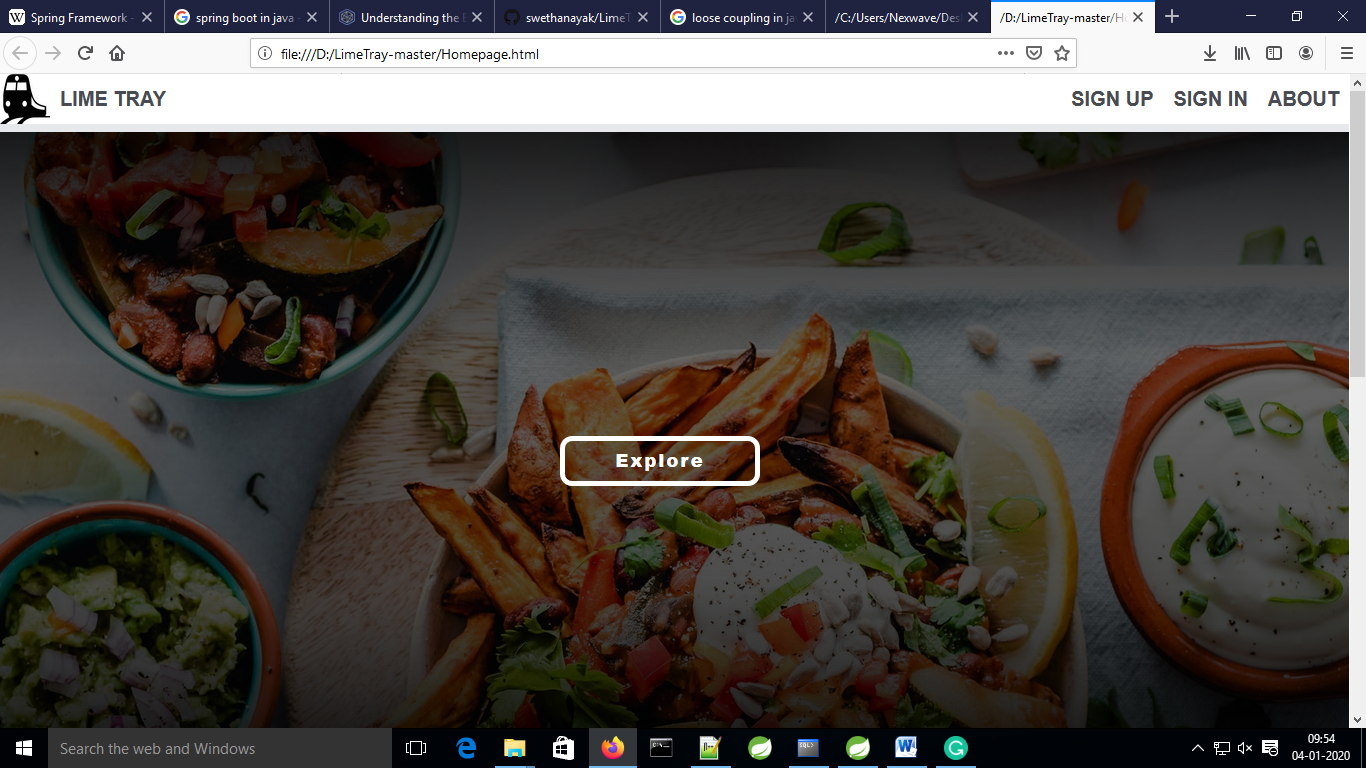 Spring Framework -
spring boot in java -
Understanding the
swethanayak/LimeT
loose coupling in ja
/C:/Users/Nexwave/Des
/D:/LimeTray-master/H
file:///D:/LimeTray-master/Homepage.html
LIME TRAY
SIGN UP
SIGN IN
ABOUT
Explore
Search the web and Windows
09:54
04-01-2020